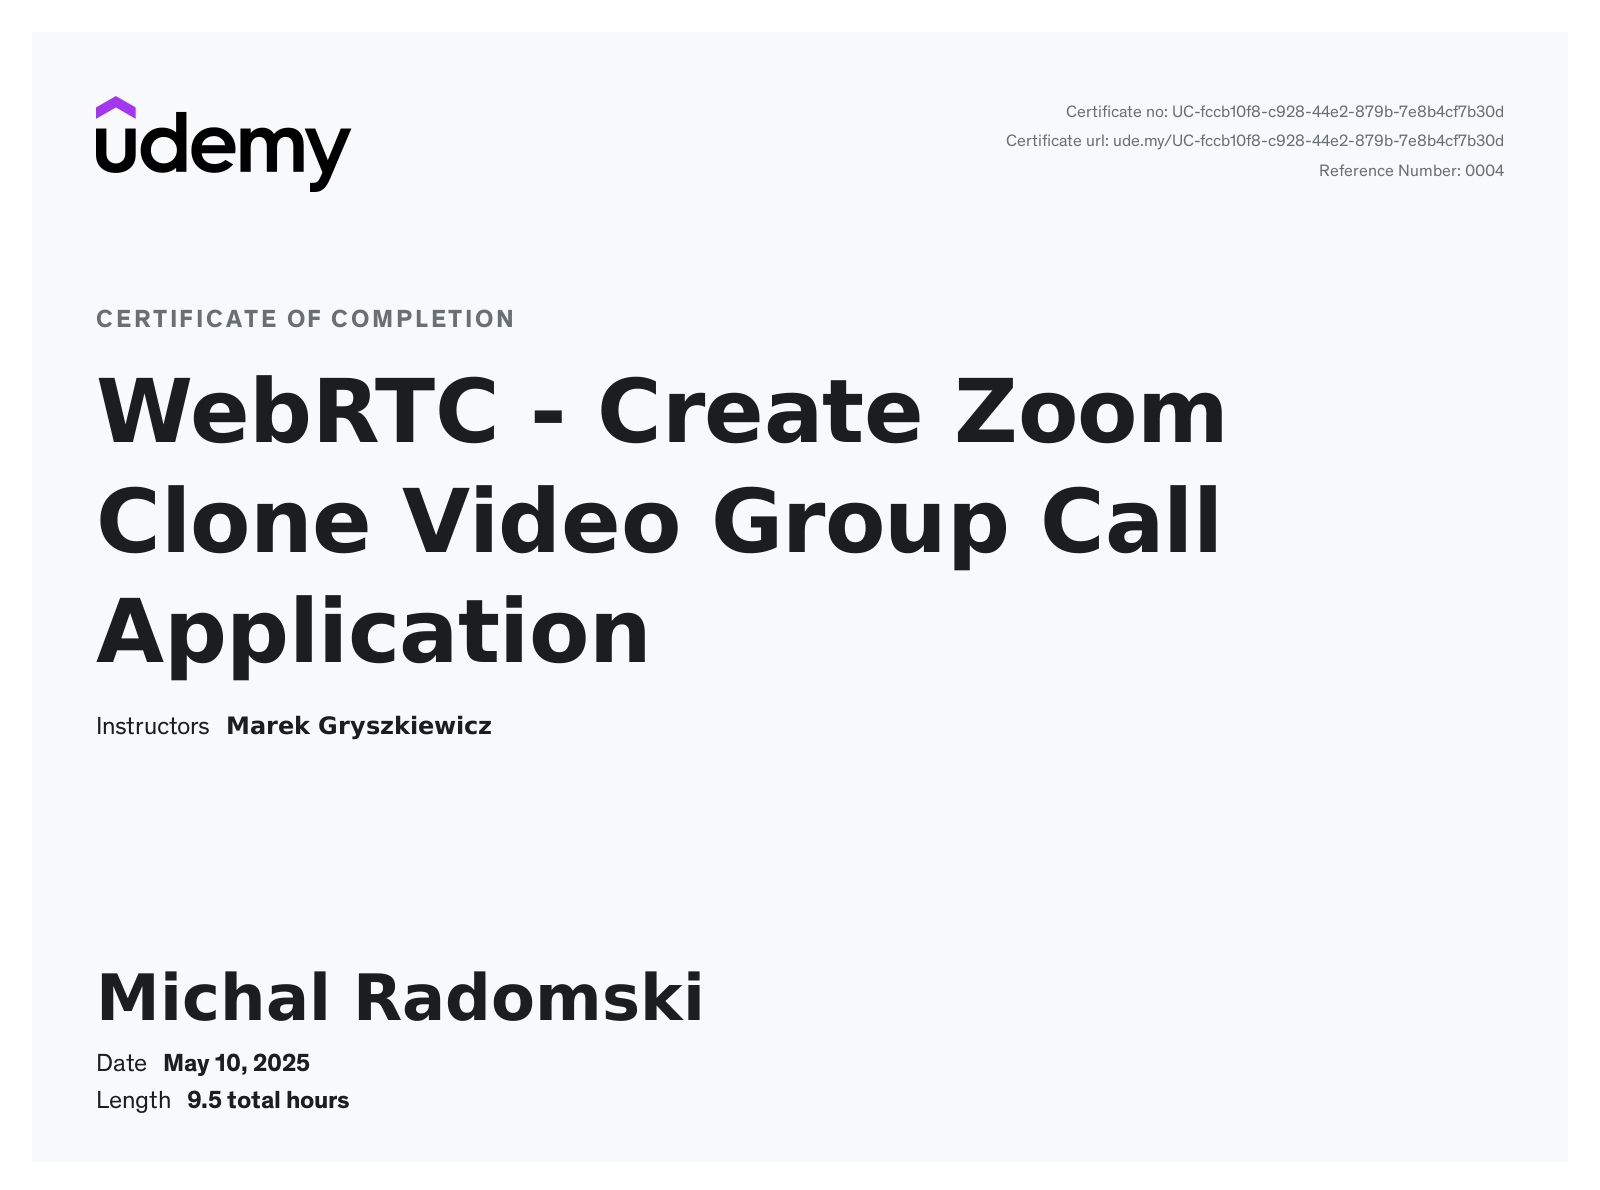 udemy
Certificate no: UC-fccb10f8-c928-44e2-879b-7e8b4cf7b30d
Certificate url: ude.my/UC-fccb10f8-c928-44e2-879b-7e8b4cf7b30d
Reference Number: 0004
CERTIFICATE OF COMPLETION
WebRTC - Create Zoom
Clone Video Group Call
Application
Instructors Marek Gryszkiewicz
Michal Radomski
Date May 10, 2025
Length 9.5 total hours